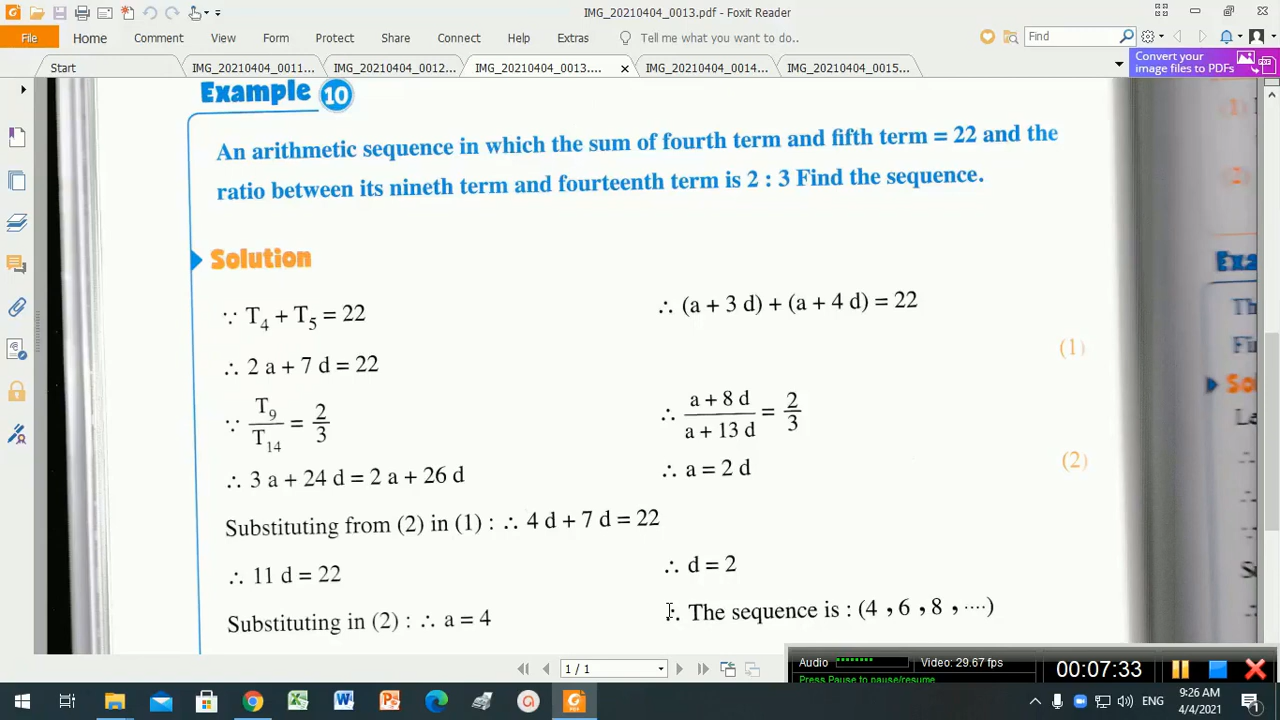 IMG_20210404_0013.pdf - Foxit Reader
File Home Comment View Form Protect Share Connect Help Extras Tell me what you want to do.. Find
Start IMG_20210404_0011... IMG_20210404_0012... IMG_20210404_0013.... IMG_20210404_0014... IMG_20210404_0015...
Convert your
image files to PDFs
Example 10
An arithmetic sequence in which the sum of fourth term and fifth term = 22 and the
ratio between its nineth term and fourteenth term is 2 : 3 Find the sequence.
Solution
∵ T4 + T5 = 22 ∴ (a + 3 d) + (a + 4 d) = 22
∴ 2 a + 7 d = 22 (1)
∵ T9/T14 = 2/3 ∴ (a + 8 d)/(a + 13 d) = 2/3
∴ 3 a + 24 d = 2 a + 26 d ∴ a = 2 d (2)
Substituting from (2) in (1) : ∴ 4 d + 7 d = 22
∴ 11 d = 22 ∴ d = 2
Substituting in (2) : ∴ a = 4 ∴ The sequence is : (4 , 6 , 8 , ....)
1 / 1
Audio Video: 29.67 fps 00:07:33
Press Pause to pause/resume
ENG 9:26 AM
4/4/2021